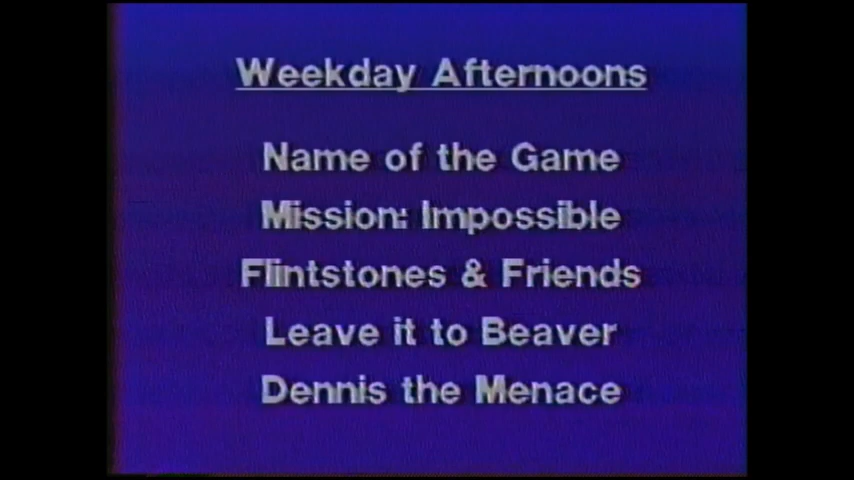 Weekday Afternoons
Name of the Game
Mission: Impossible
Flintstones & Friends
Leave it to Beaver
Dennis the Menace